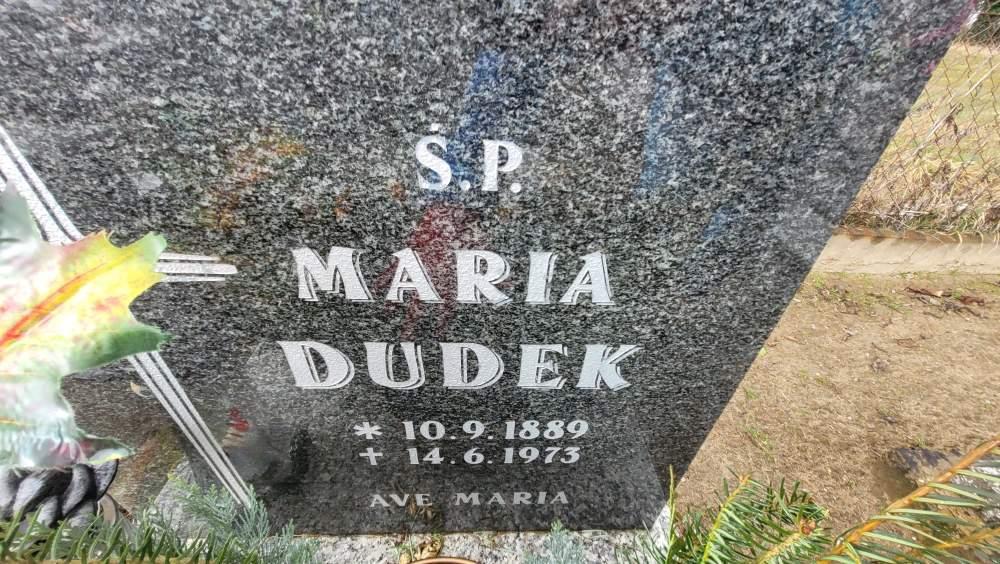 Ś.P.
MARIA
DUDEK
* 10.9.1889
✝ 14.6.1973
AVE MARIA